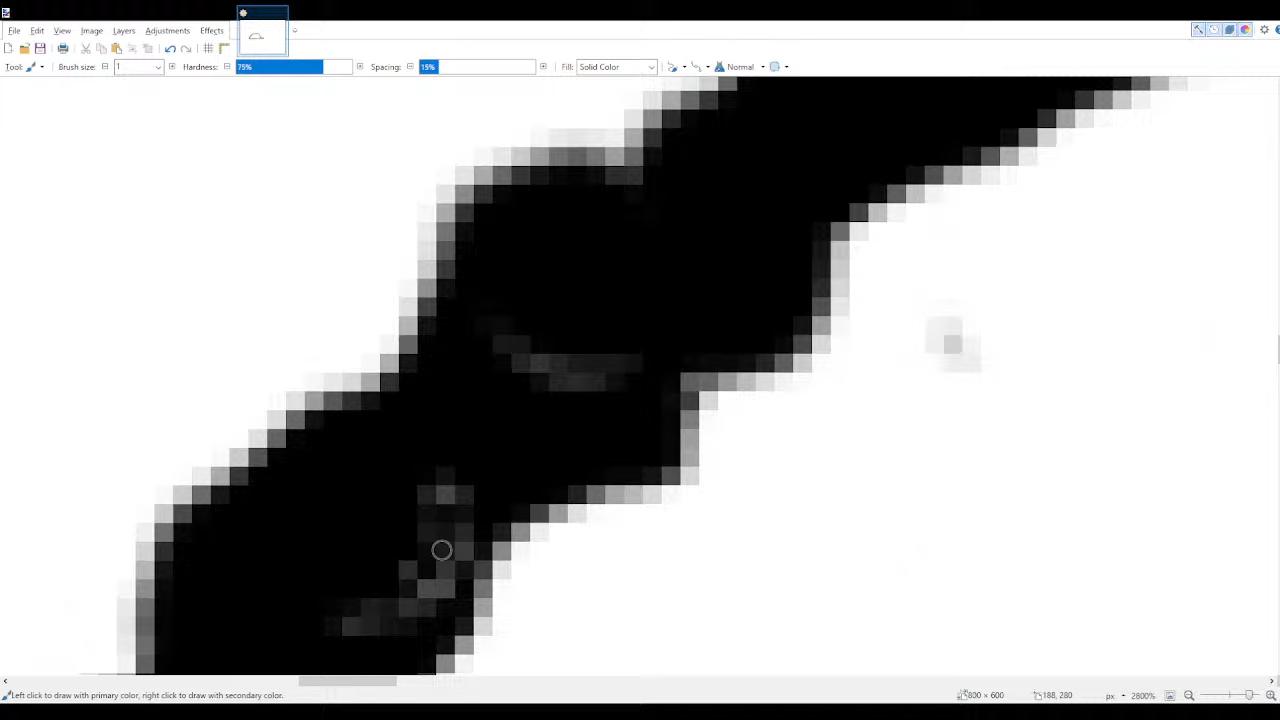 File Edit View Image Layers Adjustments Effects
Tool: Brush size: 1 Hardness: 75% Spacing: 15% Fill: Solid Color Normal
Left click to draw with primary color, right click to draw with secondary color. 800 × 600 188, 280 px 2800%